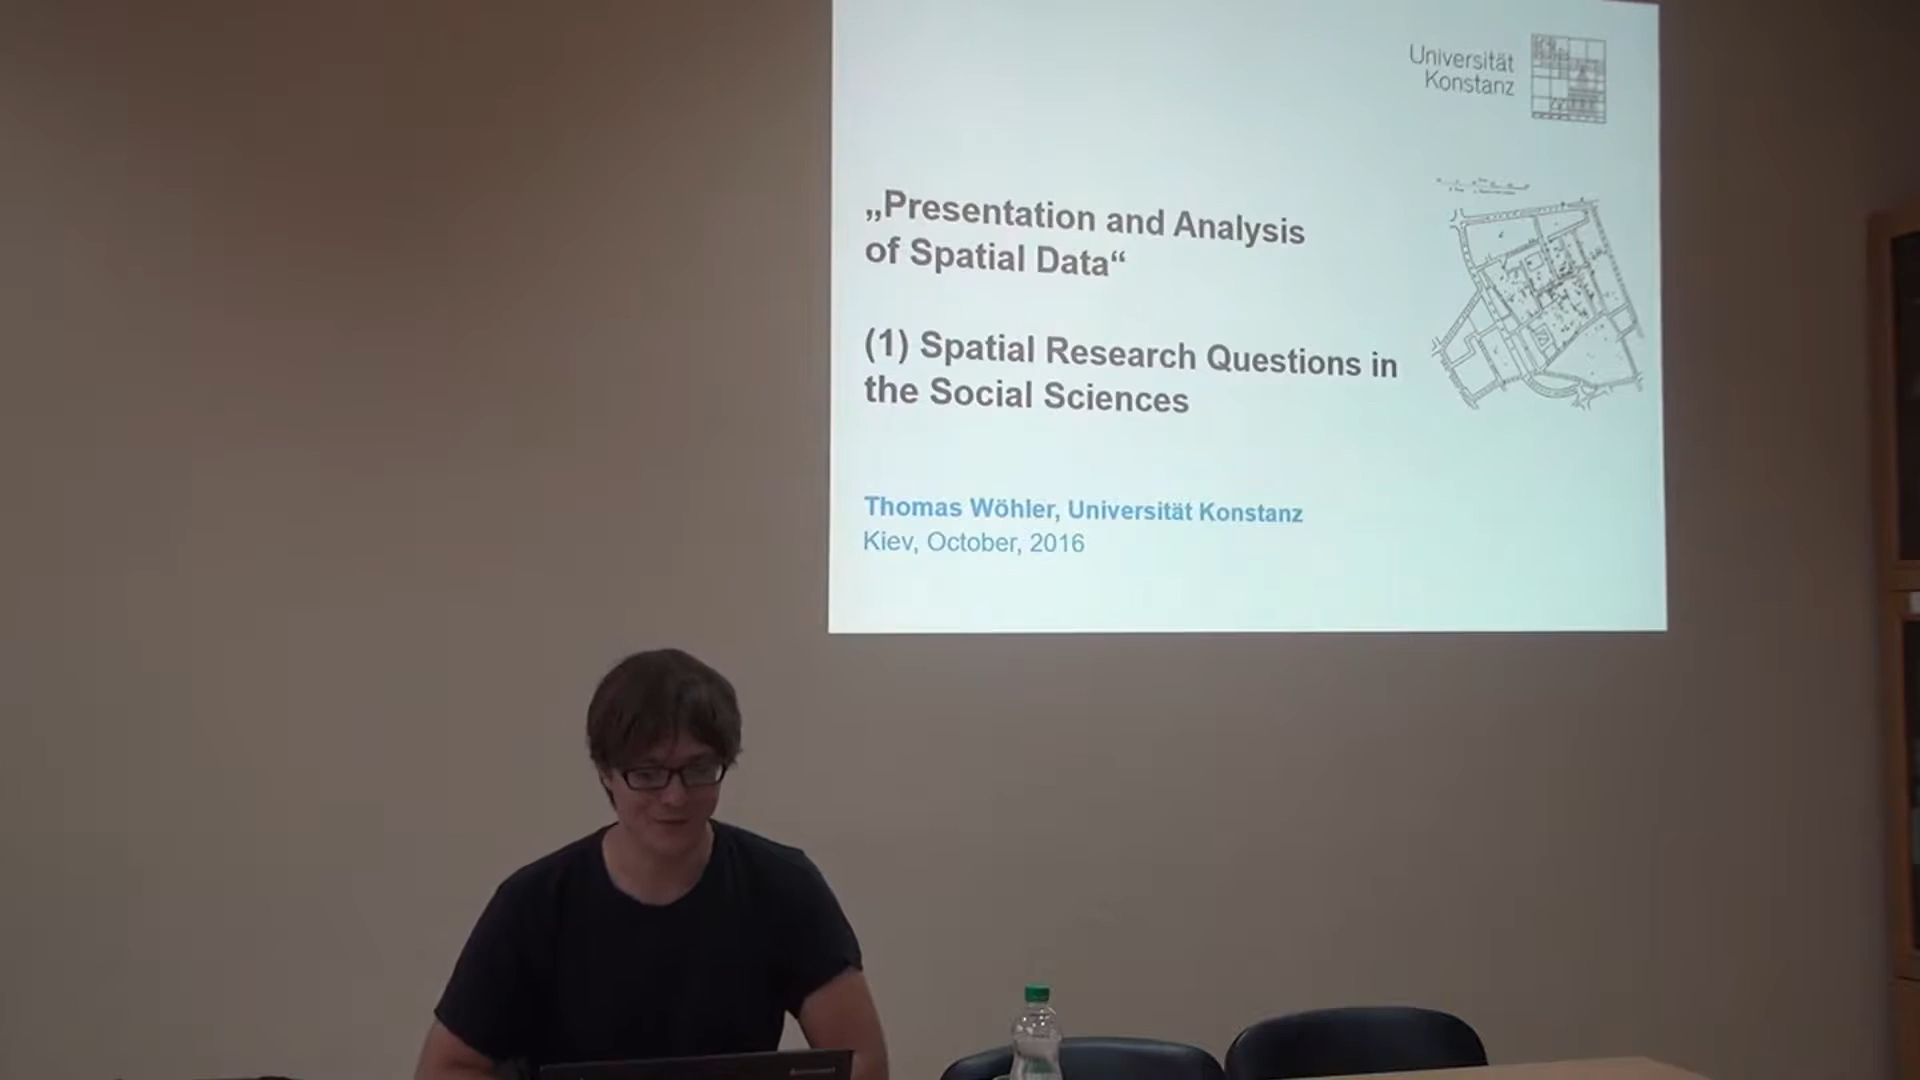 Universität
Konstanz
„Presentation and Analysis
of Spatial Data“
(1) Spatial Research Questions in
the Social Sciences
Thomas Wöhler, Universität Konstanz
Kiev, October, 2016